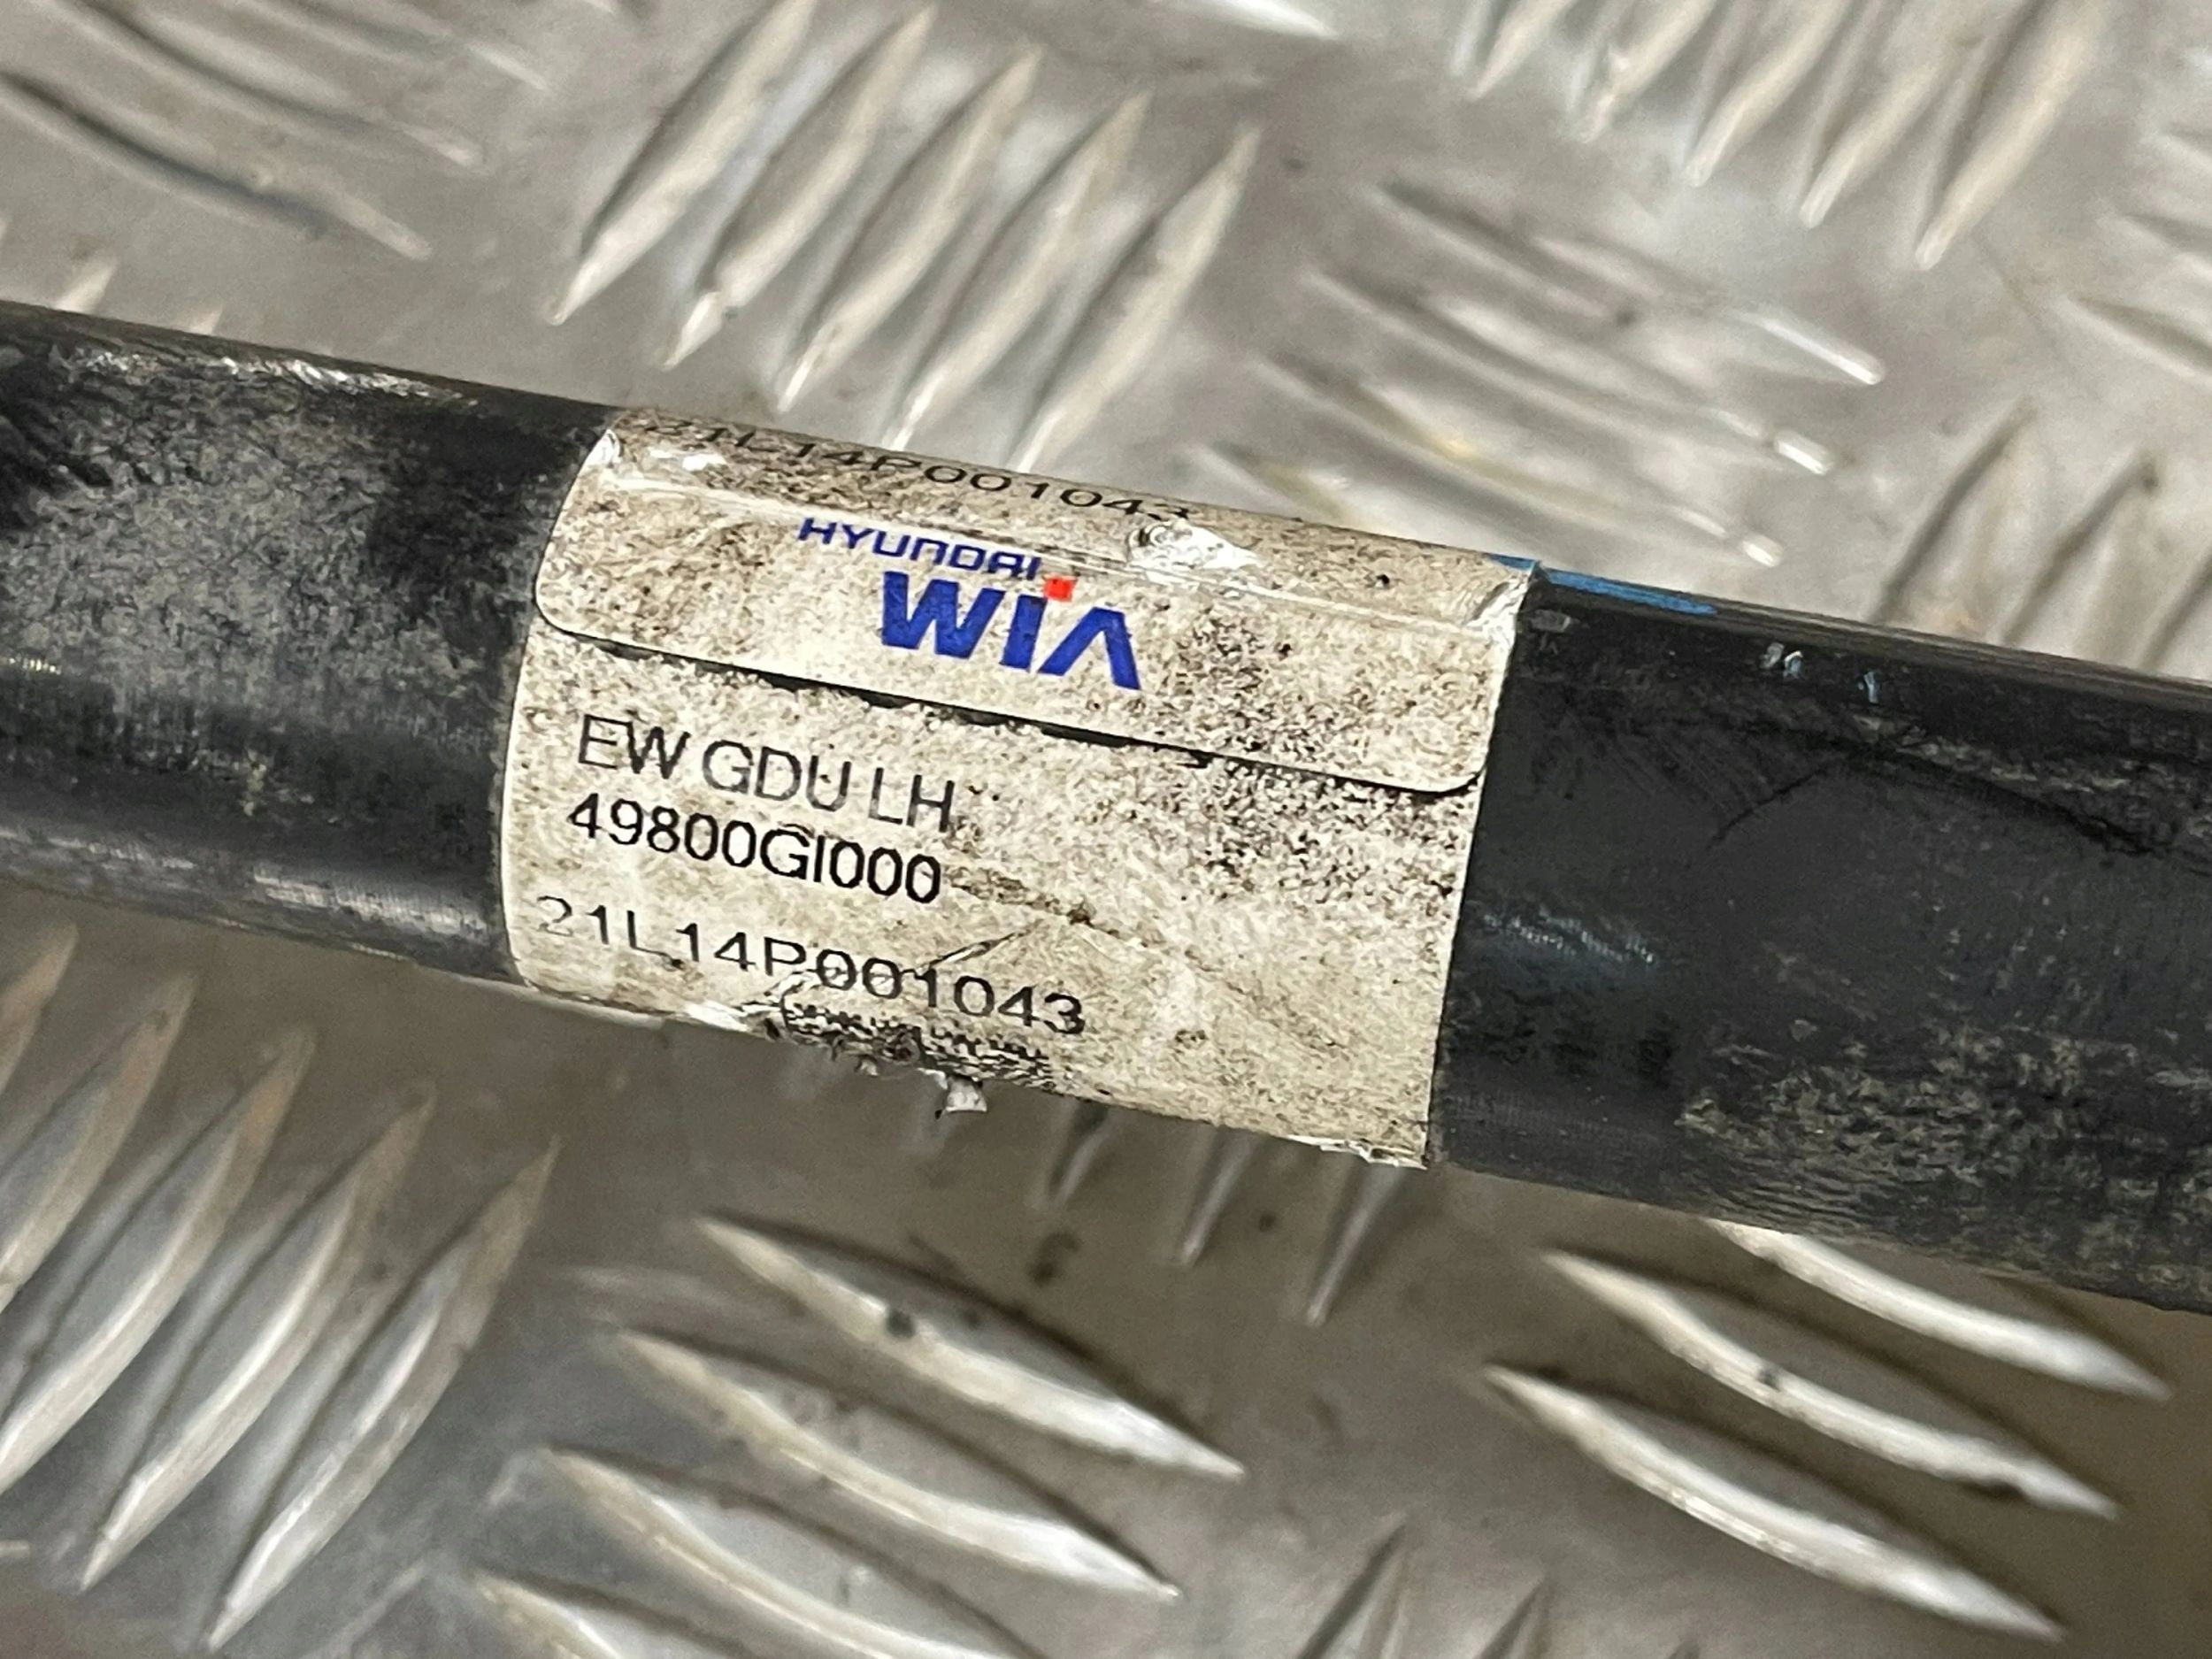 21L14P001043
HYUNDAI
WIA
EW GDU LH
49800GI000
21L14P001043